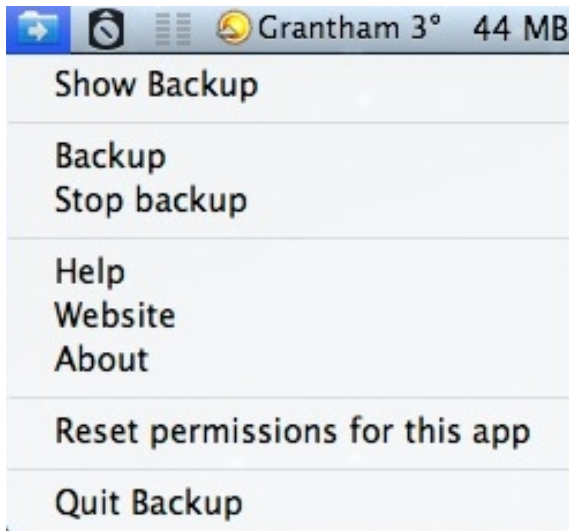 Grantham 3° 44 MB
Show Backup
Backup
Stop backup
Help
Website
About
Reset permissions for this app
Quit Backup